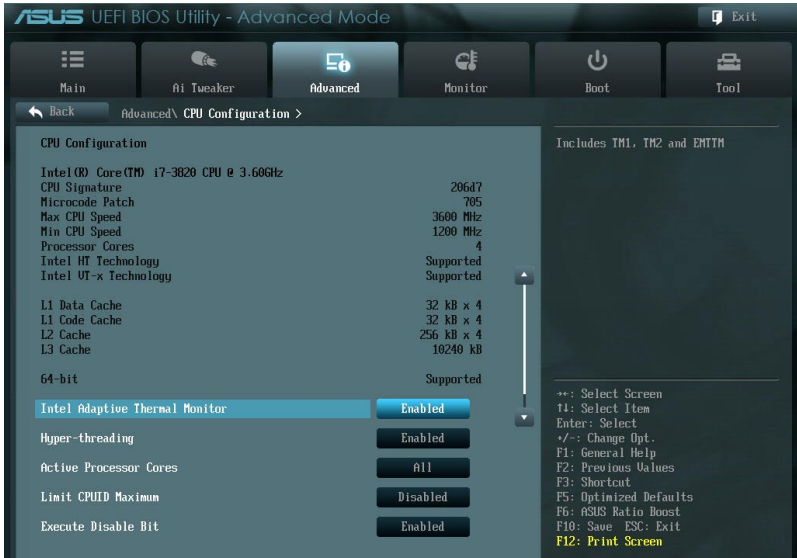 ASUS UEFI BIOS Utility - Advanced Mode
Exit
Main
Ai Tweaker
Advanced
Monitor
Boot
Tool
Back
Advanced\ CPU Configuration >
CPU Configuration
Intel(R) Core(TM) i7-3820 CPU @ 3.60GHz
CPU Signature 206d7
Microcode Patch 705
Max CPU Speed 3600 MHz
Min CPU Speed 1200 MHz
Processor Cores 4
Intel HT Technology Supported
Intel VT-x Technology Supported
L1 Data Cache 32 kB x 4
L1 Code Cache 32 kB x 4
L2 Cache 256 kB x 4
L3 Cache 10240 kB
64-bit Supported
Intel Adaptive Thermal Monitor Enabled
Hyper-threading Enabled
Active Processor Cores All
Limit CPUID Maximum Disabled
Execute Disable Bit Enabled
Includes TM1, TM2 and EMTTM
→←: Select Screen
↑↓: Select Item
Enter: Select
+/-: Change Opt.
F1: General Help
F2: Previous Values
F3: Shortcut
F5: Optimized Defaults
F6: ASUS Ratio Boost
F10: Save ESC: Exit
F12: Print Screen